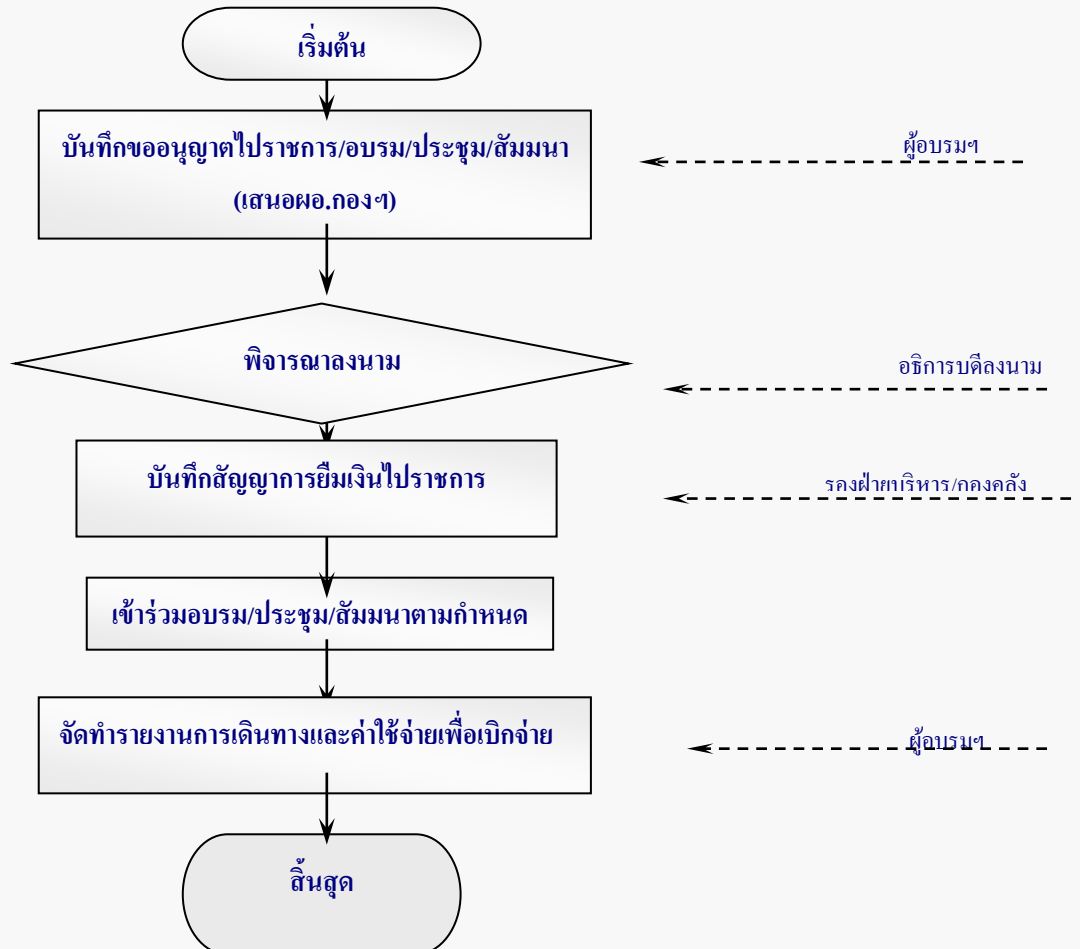 เริ่มต้น
บันทึกขออนุญาตไปราชการ/อบรม/ประชุม/สัมมนา
(เสนอผอ.กองฯ)
ผู้อบรมฯ
พิจารณาลงนาม
อธิการบดีลงนาม
บันทึกสัญญาการยืมเงินไปราชการ
รองฝ่ายบริหาร/กองคลัง
เข้าร่วมอบรม/ประชุม/สัมมนาตามกำหนด
จัดทำรายงานการเดินทางและค่าใช้จ่ายเพื่อเบิกจ่าย
ผู้อบรมฯ
สิ้นสุด